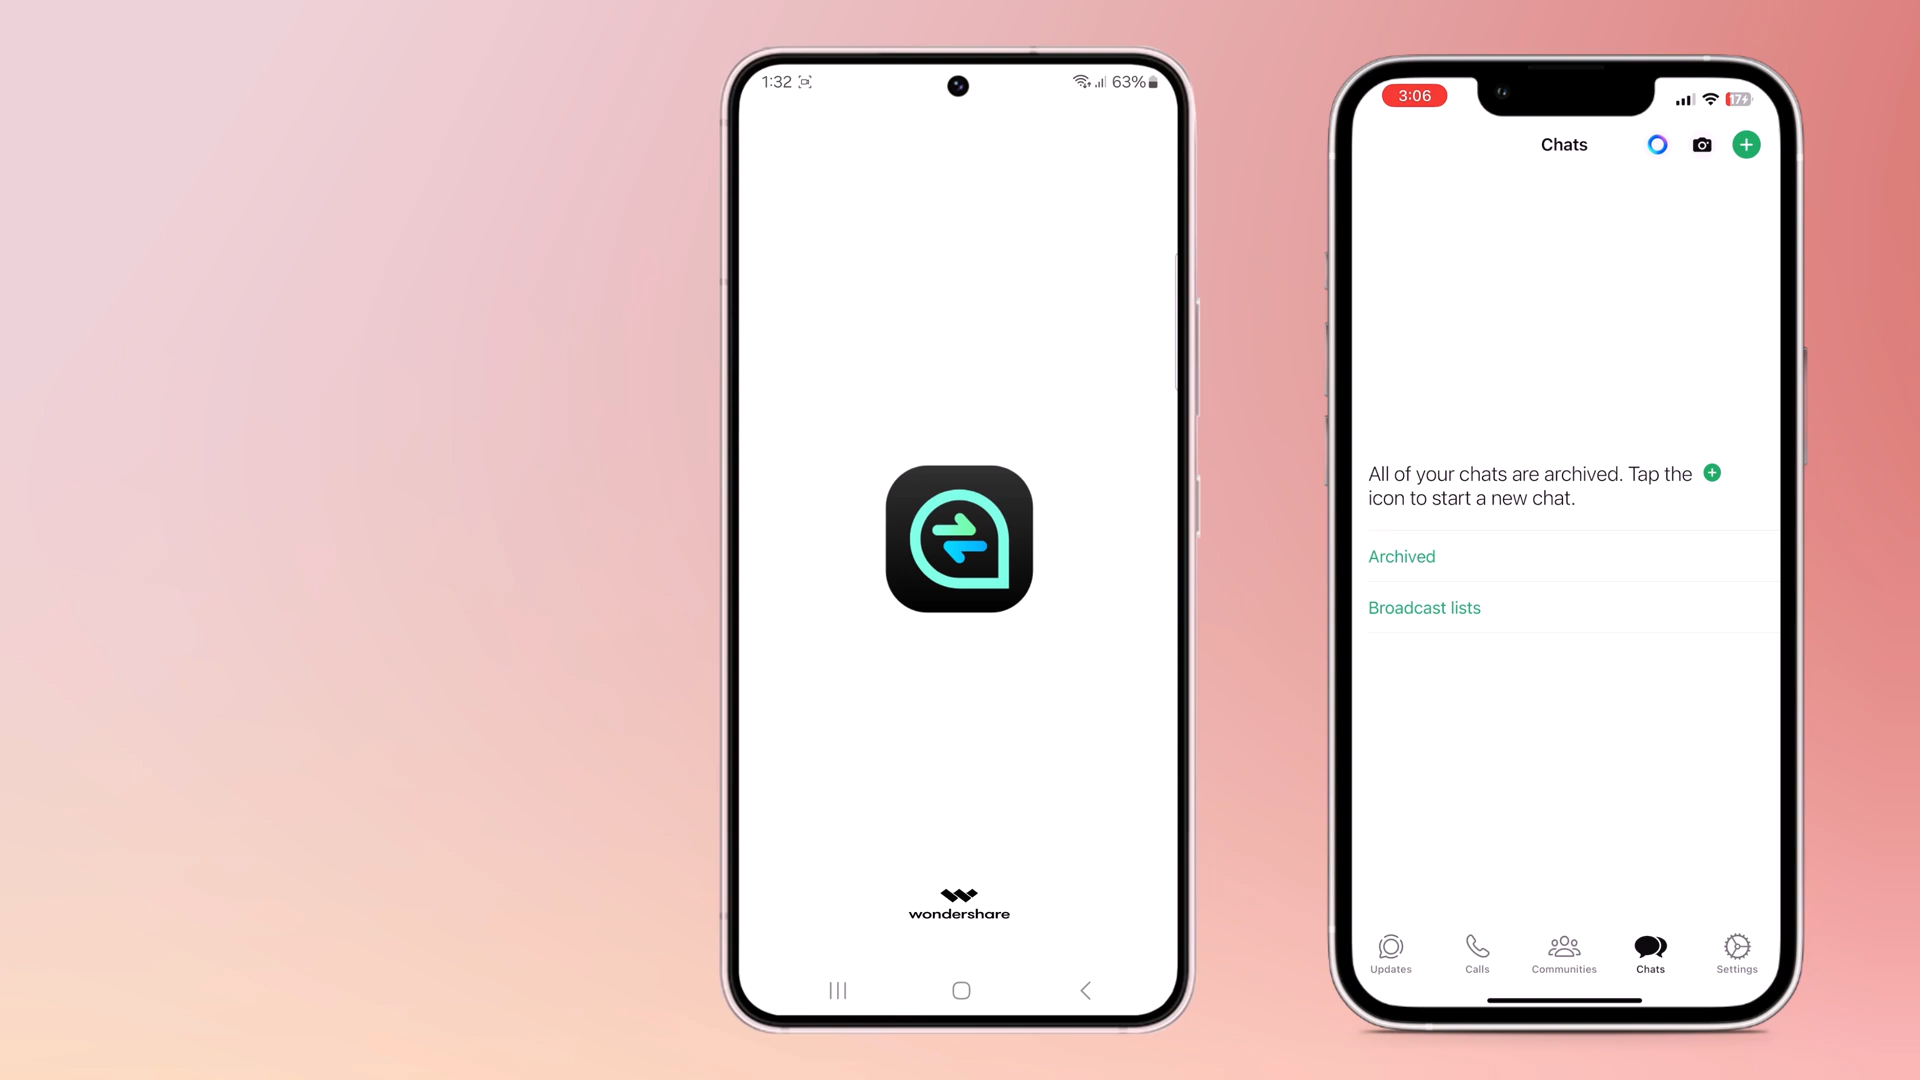 1:32
63%
wondershare
3:06
17
Chats
All of your chats are archived. Tap the
icon to start a new chat.
Archived
Broadcast lists
Updates
Calls
Communities
Chats
Settings